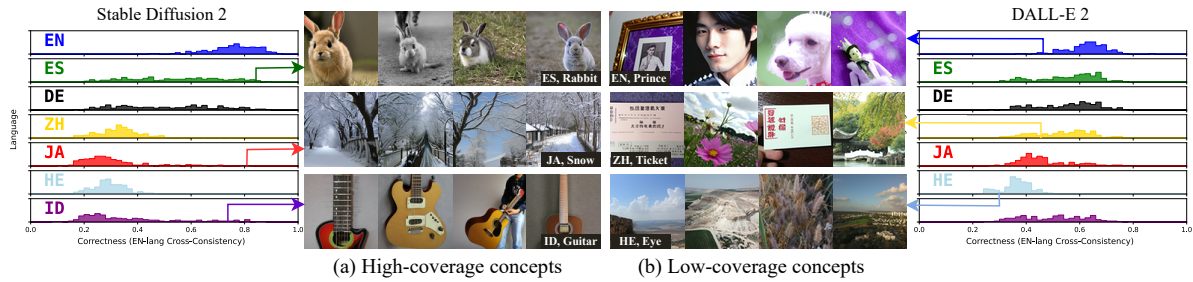 Stable Diffusion 2
DALL-E 2
Language
EN
ES
DE
ZH
JA
HE
ID
0.0 0.2 0.4 0.6 0.8 1.0
Correctness (EN-lang Cross-Consistency)
ES, Rabbit
JA, Snow
ID, Guitar
(a) High-coverage concepts
EN, Prince
ZH, Ticket
HE, Eye
(b) Low-coverage concepts
ES
DE
JA
HE
0.0 0.2 0.4 0.6 0.8 1.0
Correctness (EN-lang Cross-Consistency)